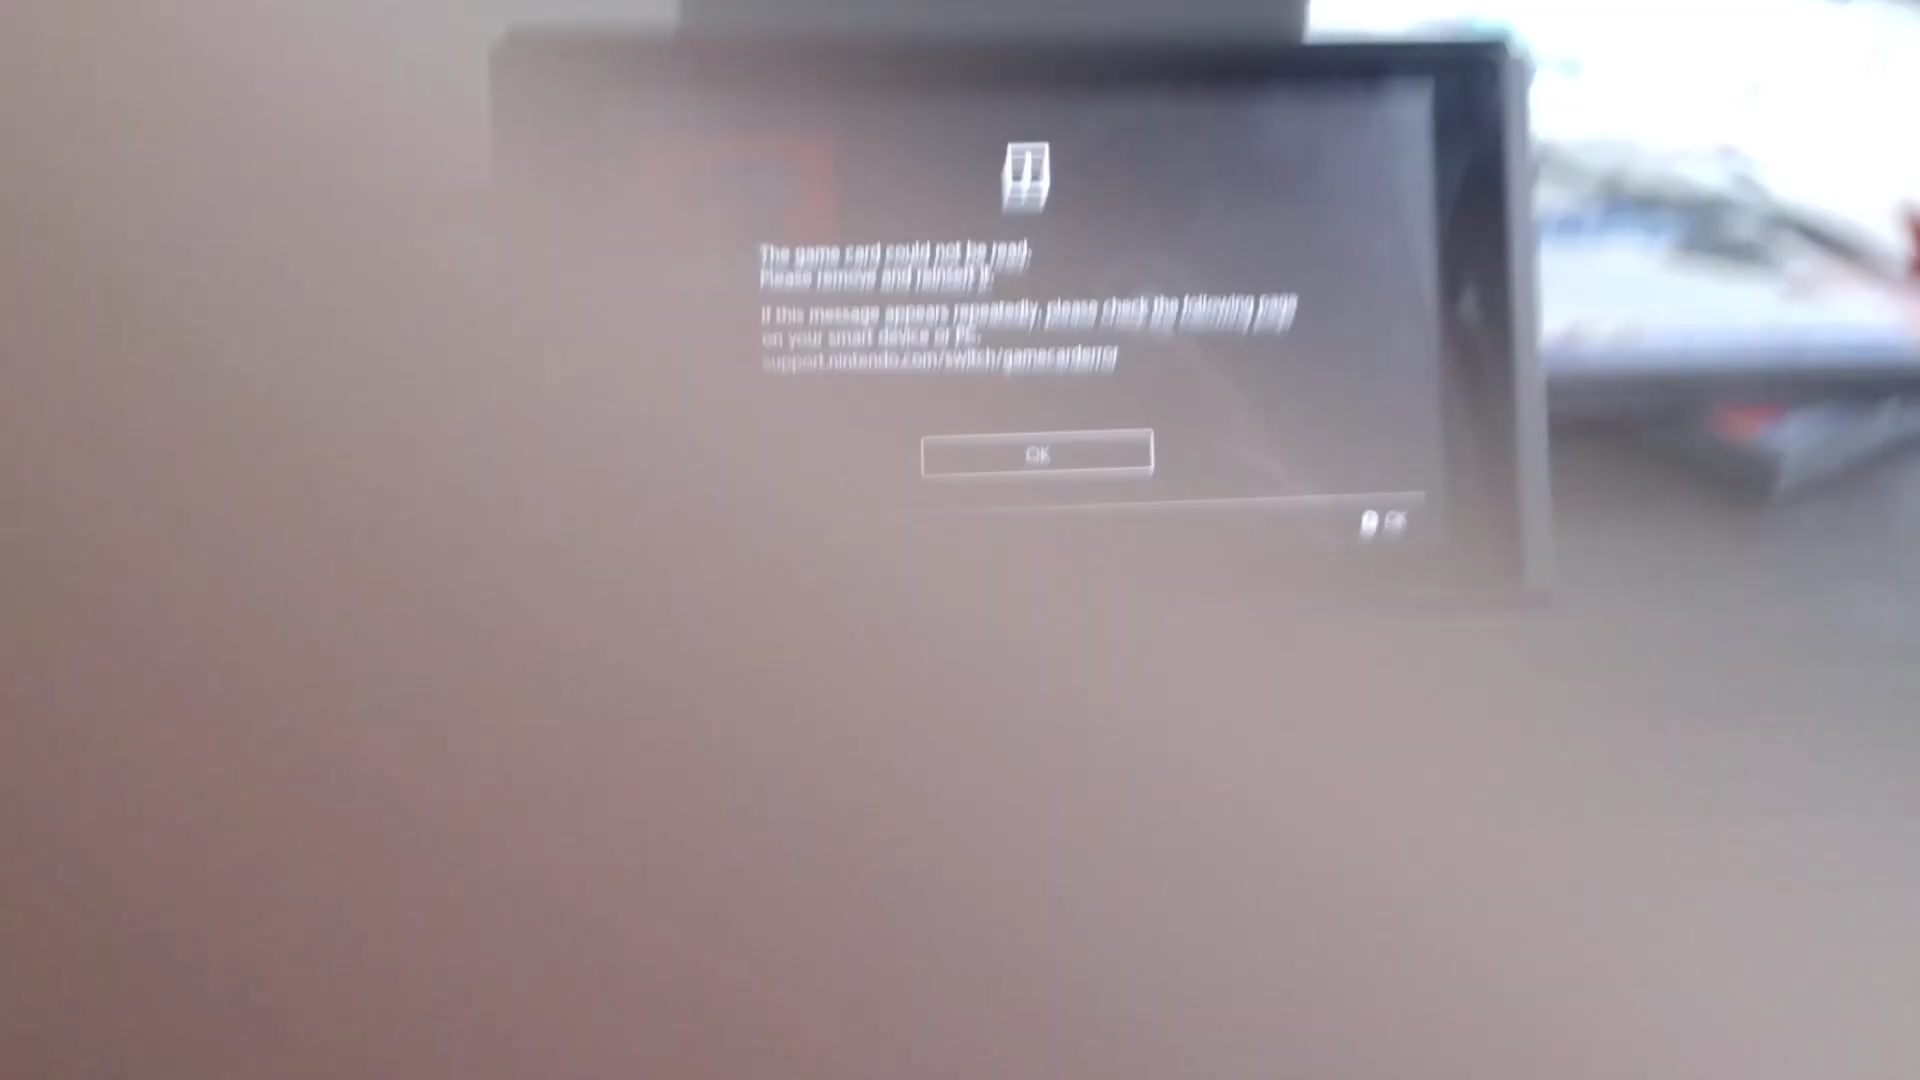 The game card could not be read.
Please remove and reinsert it.
If this message appears repeatedly, please check the following page
on your smart device or PC.
support.nintendo.com/switch/gamecarderror
OK
OK